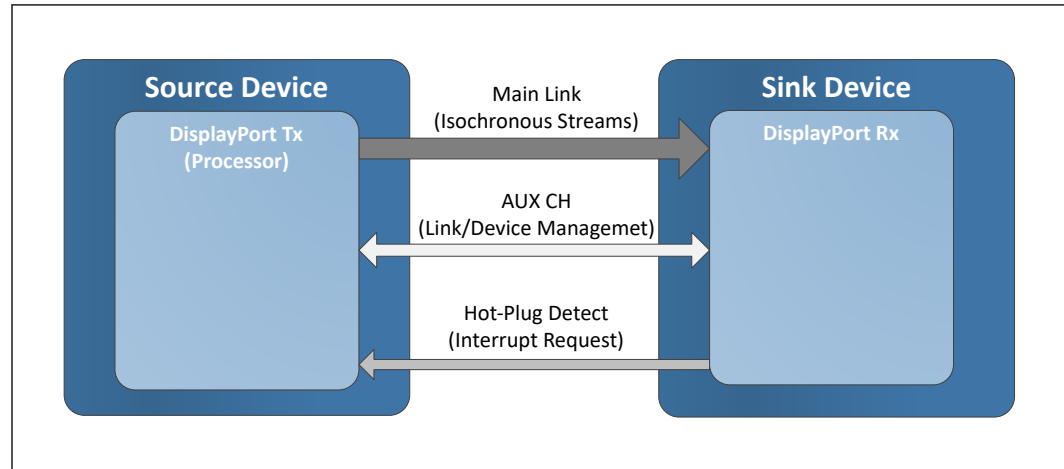 Source Device
DisplayPort Tx
(Processor)
Main Link
(Isochronous Streams)
AUX CH
(Link/Device Managemet)
Hot-Plug Detect
(Interrupt Request)
Sink Device
DisplayPort Rx